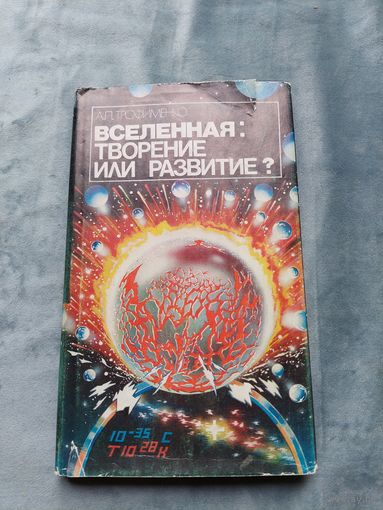 А.П. ТРОФИМЕНКО
ВСЕЛЕННАЯ:
ТВОРЕНИЕ
ИЛИ РАЗВИТИЕ?
10⁻³⁵ С
Т 10²⁸ К